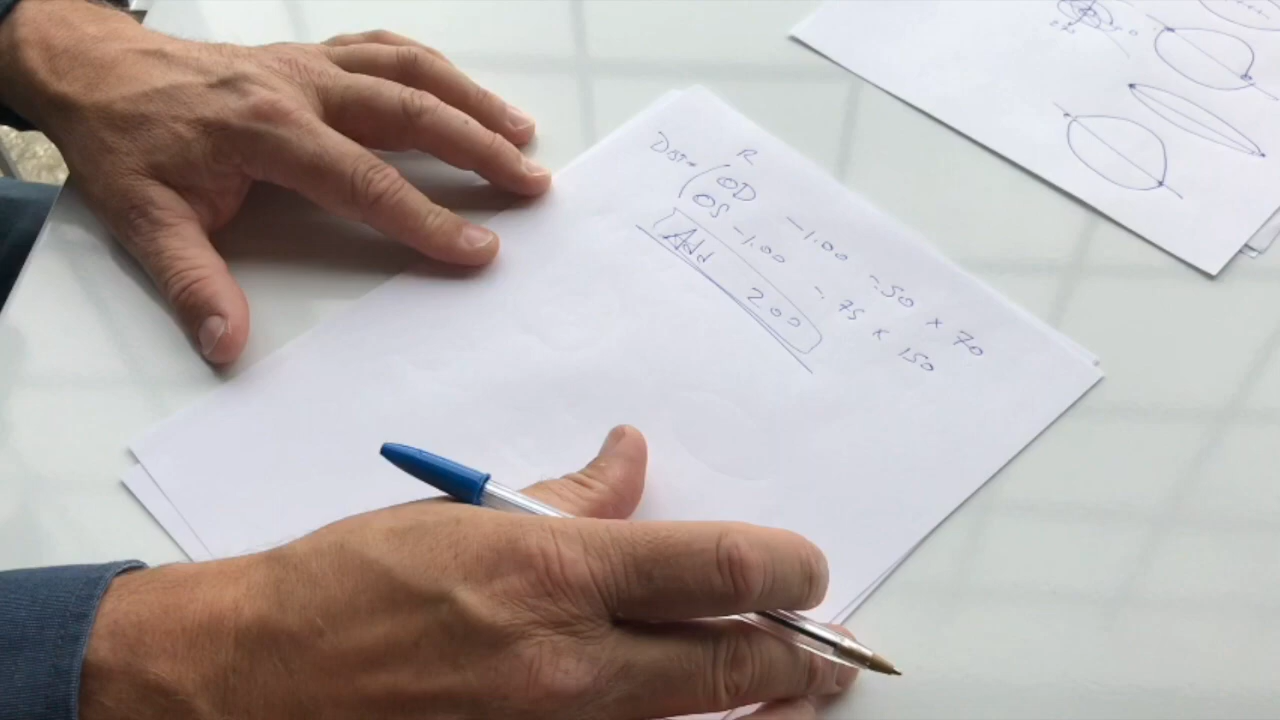 R
Dist (OD -1.00 -.50 x 70
OS -1.00 -.75 x 150
Add 2.00